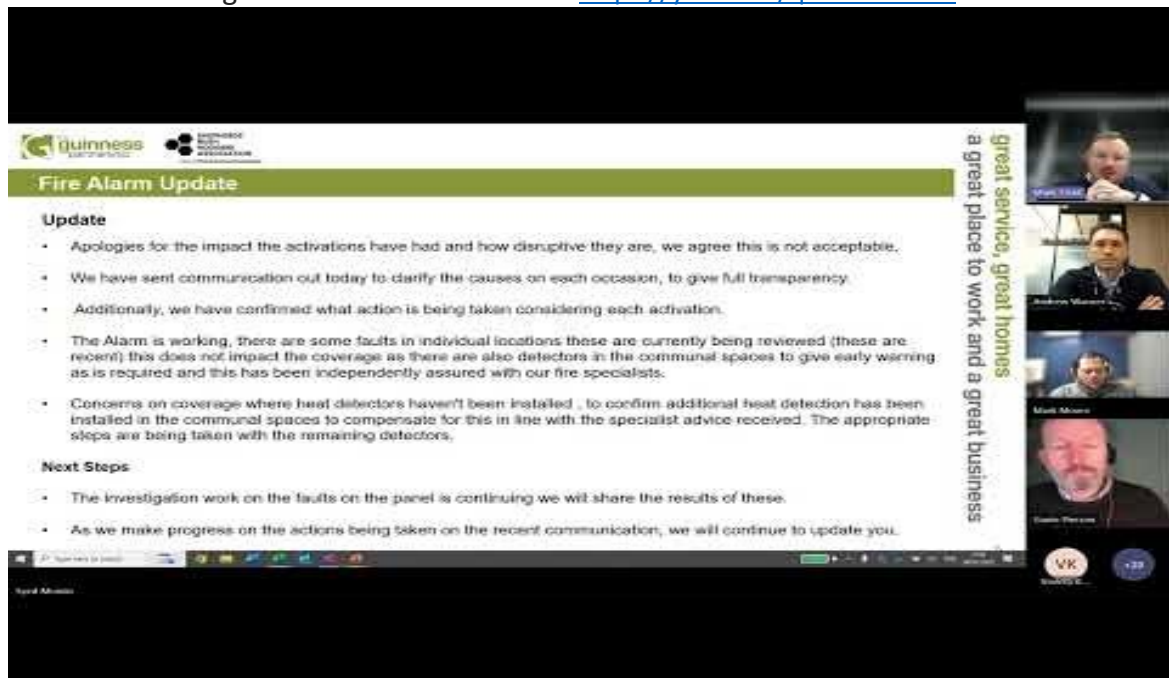 guinness
SHEPHERDS
BUSH
HOUSING
ASSOCIATION
Fire Alarm Update
Update
• Apologies for the impact the activations have had and how disruptive they are, we agree this is not acceptable.
• We have sent communication out today to clarify the causes on each occasion, to give full transparency.
• Additionally, we have confirmed what action is being taken considering each activation.
• The Alarm is working, there are some faults in individual locations these are currently being reviewed (these are
recent) this does not impact the coverage as there are also detectors in the communal spaces to give early warning
as is required and this has been independently assured with our fire specialists.
• Concerns on coverage where heat detectors haven't been installed , to confirm additional heat detection has been
installed in the communal spaces to compensate for this in line with the specialist advice received. The appropriate
steps are being taken with the remaining detectors.
Next Steps
• The investigation work on the faults on the panel is continuing we will share the results of these.
• As we make progress on the actions being taken on the recent communication, we will continue to update you.
great service, great homes
a great place to work and a great business
Andrew
Mark
VK